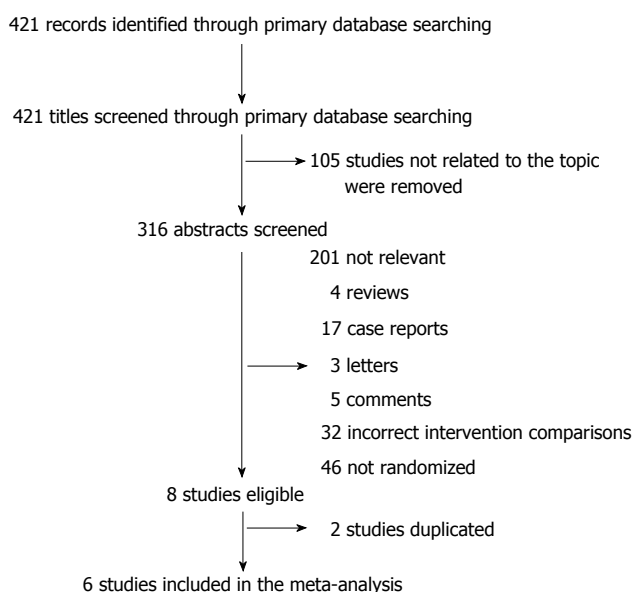 421 records identified through primary database searching
421 titles screened through primary database searching
105 studies not related to the topic
were removed
316 abstracts screened
201 not relevant
4 reviews
17 case reports
3 letters
5 comments
32 incorrect intervention comparisons
46 not randomized
8 studies eligible
2 studies duplicated
6 studies included in the meta-analysis